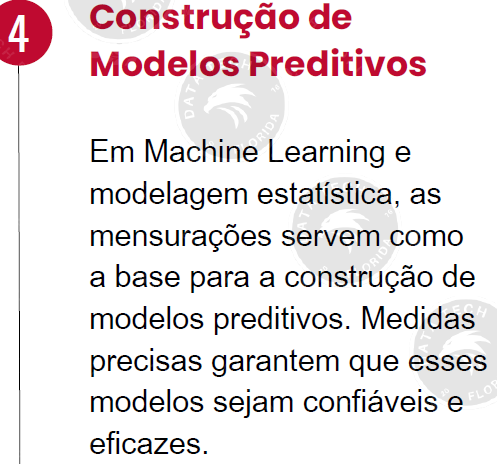 4
Construção de
Modelos Preditivos
Em Machine Learning e
modelagem estatística, as
mensurações servem como
a base para a construção de
modelos preditivos. Medidas
precisas garantem que esses
modelos sejam confiáveis e
eficazes.